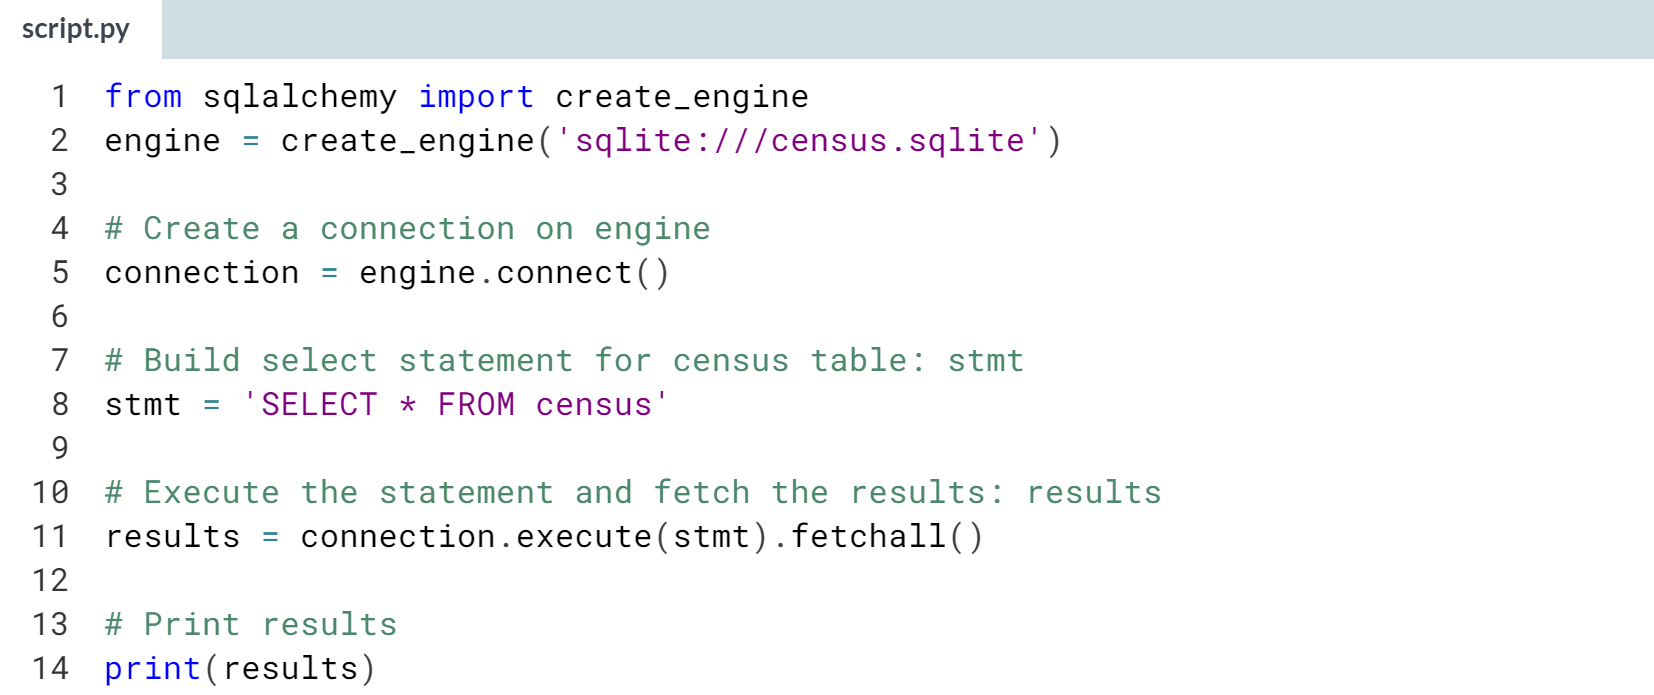 script.py
1 from sqlalchemy import create_engine
2 engine = create_engine('sqlite:///census.sqlite')
3
4 # Create a connection on engine
5 connection = engine.connect()
6
7 # Build select statement for census table: stmt
8 stmt = 'SELECT * FROM census'
9
10 # Execute the statement and fetch the results: results
11 results = connection.execute(stmt).fetchall()
12
13 # Print results
14 print(results)